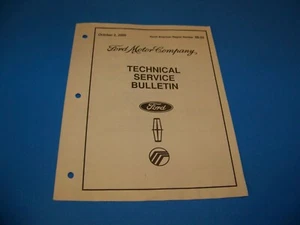 Ford Motor Company,
TECHNICAL
SERVICE
BULLETIN
Ford